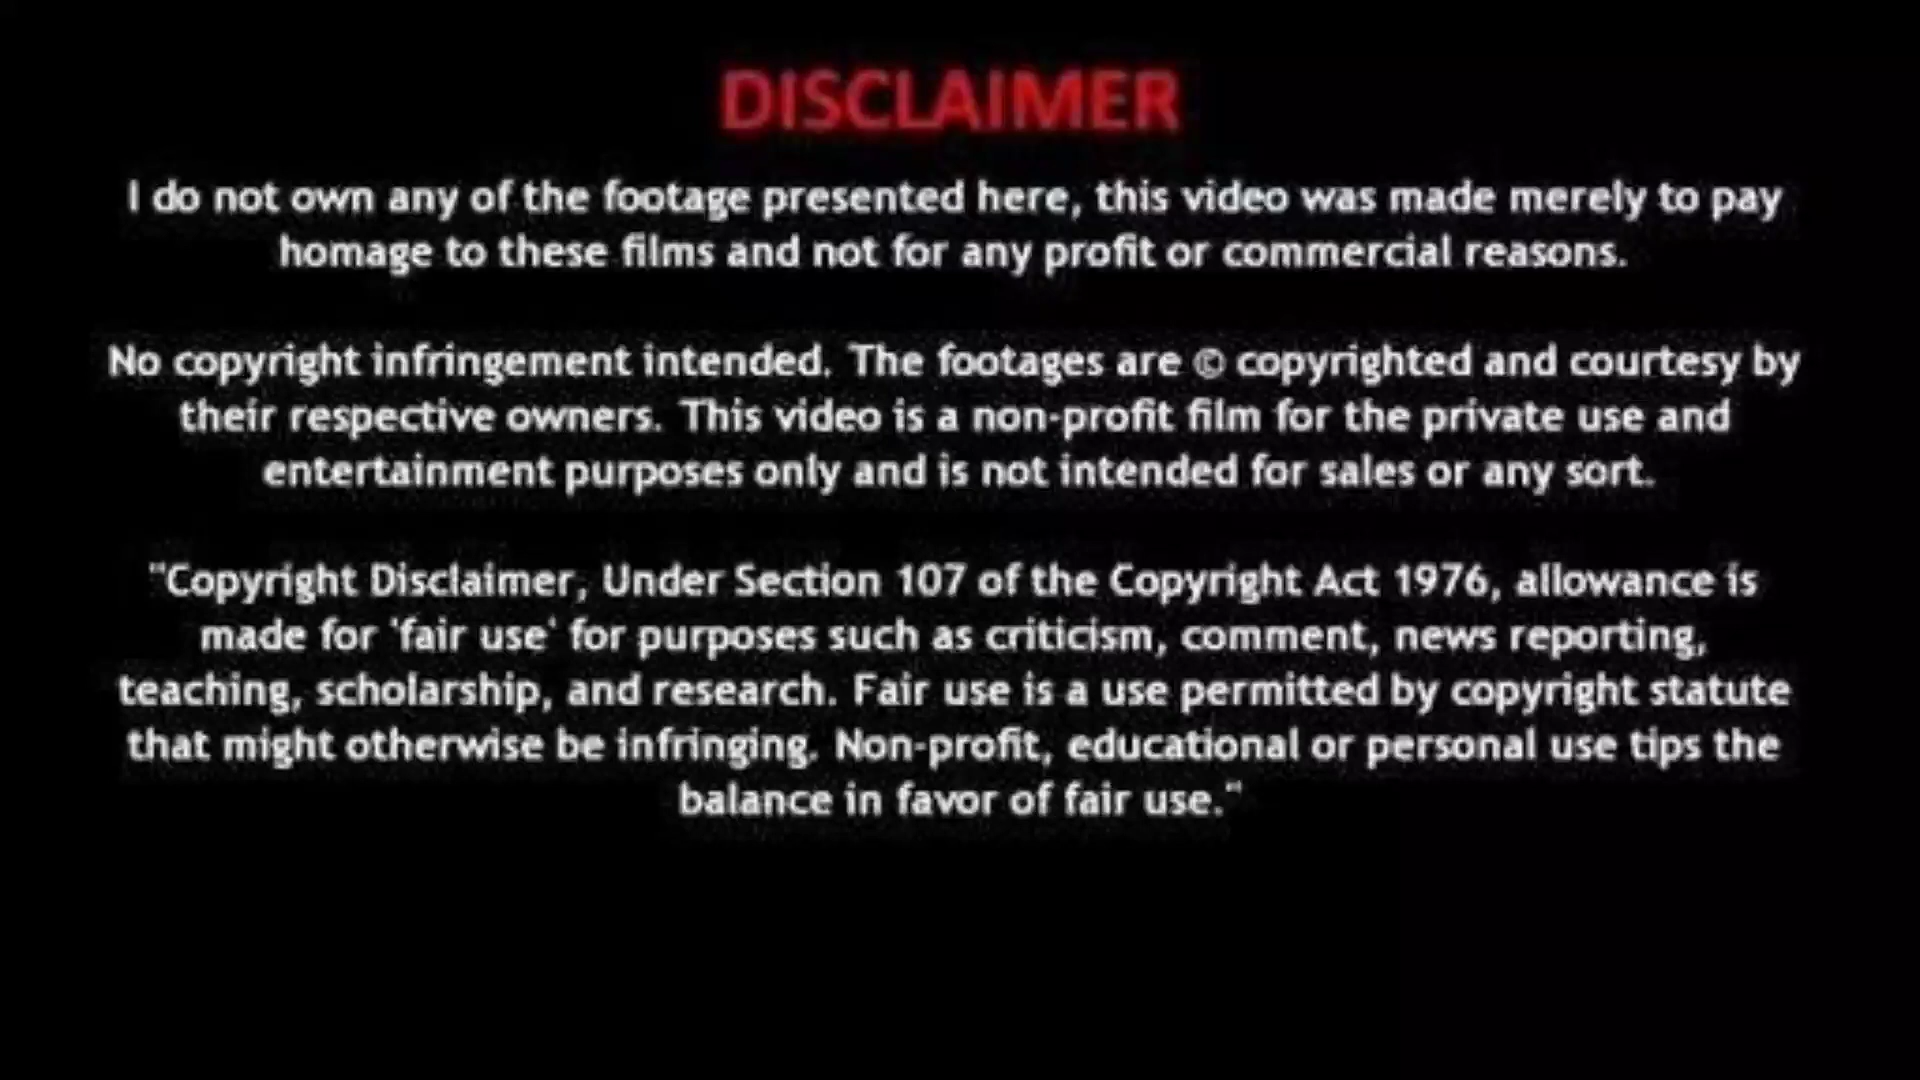 DISCLAIMER
I do not own any of the footage presented here, this video was made merely to pay
homage to these films and not for any profit or commercial reasons.
No copyright infringement intended. The footages are © copyrighted and courtesy by
their respective owners. This video is a non-profit film for the private use and
entertainment purposes only and is not intended for sales or any sort.
"Copyright Disclaimer, Under Section 107 of the Copyright Act 1976, allowance is
made for 'fair use' for purposes such as criticism, comment, news reporting,
teaching, scholarship, and research. Fair use is a use permitted by copyright statute
that might otherwise be infringing. Non-profit, educational or personal use tips the
balance in favor of fair use."